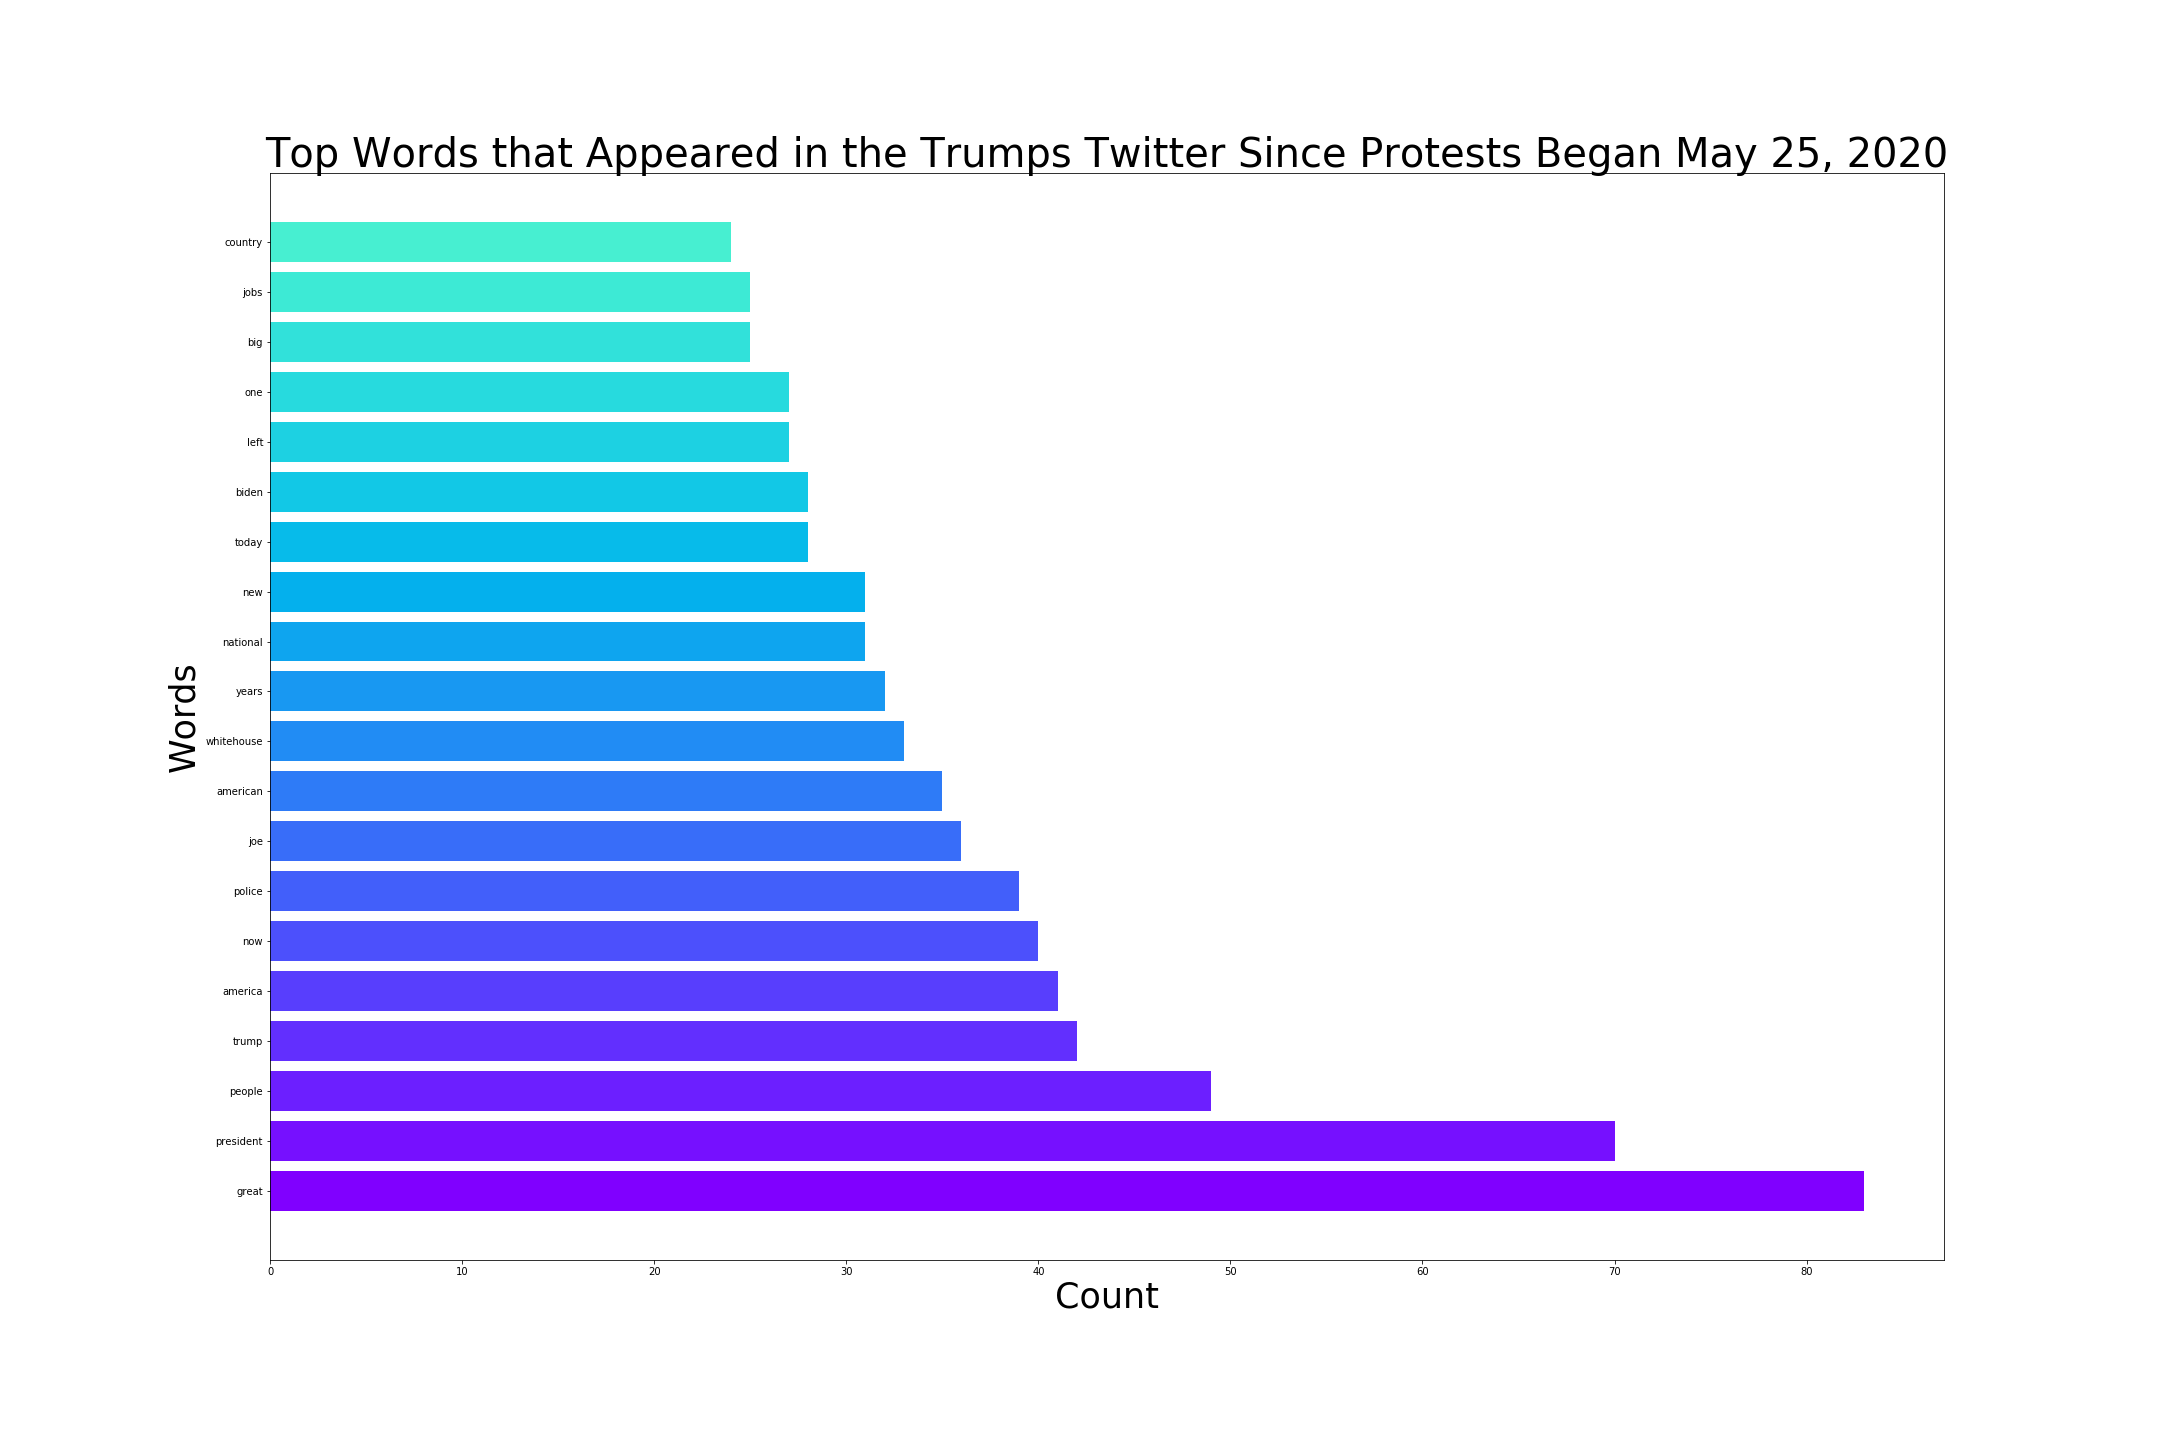 Top Words that Appeared in the Trumps Twitter Since Protests Began May 25, 2020
Words
country
jobs
big
one
left
biden
today
new
national
years
whitehouse
american
joe
police
now
america
trump
people
president
great
0 10 20 30 40 50 60 70 80
Count